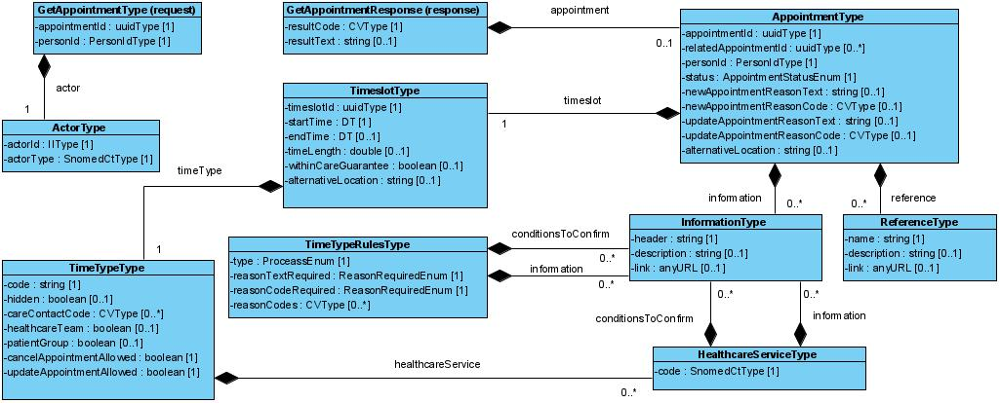 GetAppointmentType (request)
-appointmentId : uuidType [1]
-personId : PersonIdType [1]
actor
1
ActorType
-actorId : IIType [1]
-actorType : SnomedCtType [1]
GetAppointmentResponse (response)
-resultCode : CVType [1]
-resultText : string [0..1]
appointment
0..1
AppointmentType
-appointmentId : uuidType [1]
-relatedAppointmentId : uuidType [0..*]
-personId : PersonIdType [1]
-status : AppointmentStatusEnum [1]
-newAppointmentReasonText : string [0..1]
-newAppointmentReasonCode : CVType [0..1]
-updateAppointmentReasonText : string [0..1]
-updateAppointmentReasonCode : CVType [0..1]
-alternativeLocation : string [0..1]
TimeslotType
-timeslotId : uuidType [1]
-startTime : DT [1]
-endTime : DT [0..1]
-timeLength : double [0..1]
-withinCareGuarantee : boolean [0..1]
-alternativeLocation : string [0..1]
timeslot
1
timeType
1
information
0..*
0..*
reference
TimeTypeRulesType
-type : ProceassEnum [1]
-reasonTextRequired : ReasonRequiredEnum [1]
-reasonCodeRequired : ReasonRequiredEnum [1]
-reasonCodes : CVType [0..*]
conditionsToConfirm
0..*
information
0..*
InformationType
-header : string [1]
-description : string [0..1]
-link : anyURL [0..1]
ReferenceType
-name : string [1]
-description : string [0..1]
-link : anyURL [0..1]
TimeTypeType
-code : string [1]
-hidden : boolean [0..1]
-careContactCode : CVType [0..*]
-healthcareTeam : boolean [0..1]
-patientGroup : boolean [0..1]
-cancelAppointmentAllowed : boolean [1]
-updateAppointmentAllowed : boolean [1]
0..*
0..*
conditionsToConfirm
information
healthcareService
0..*
HealthcareServiceType
-code : SnomedCtType [1]